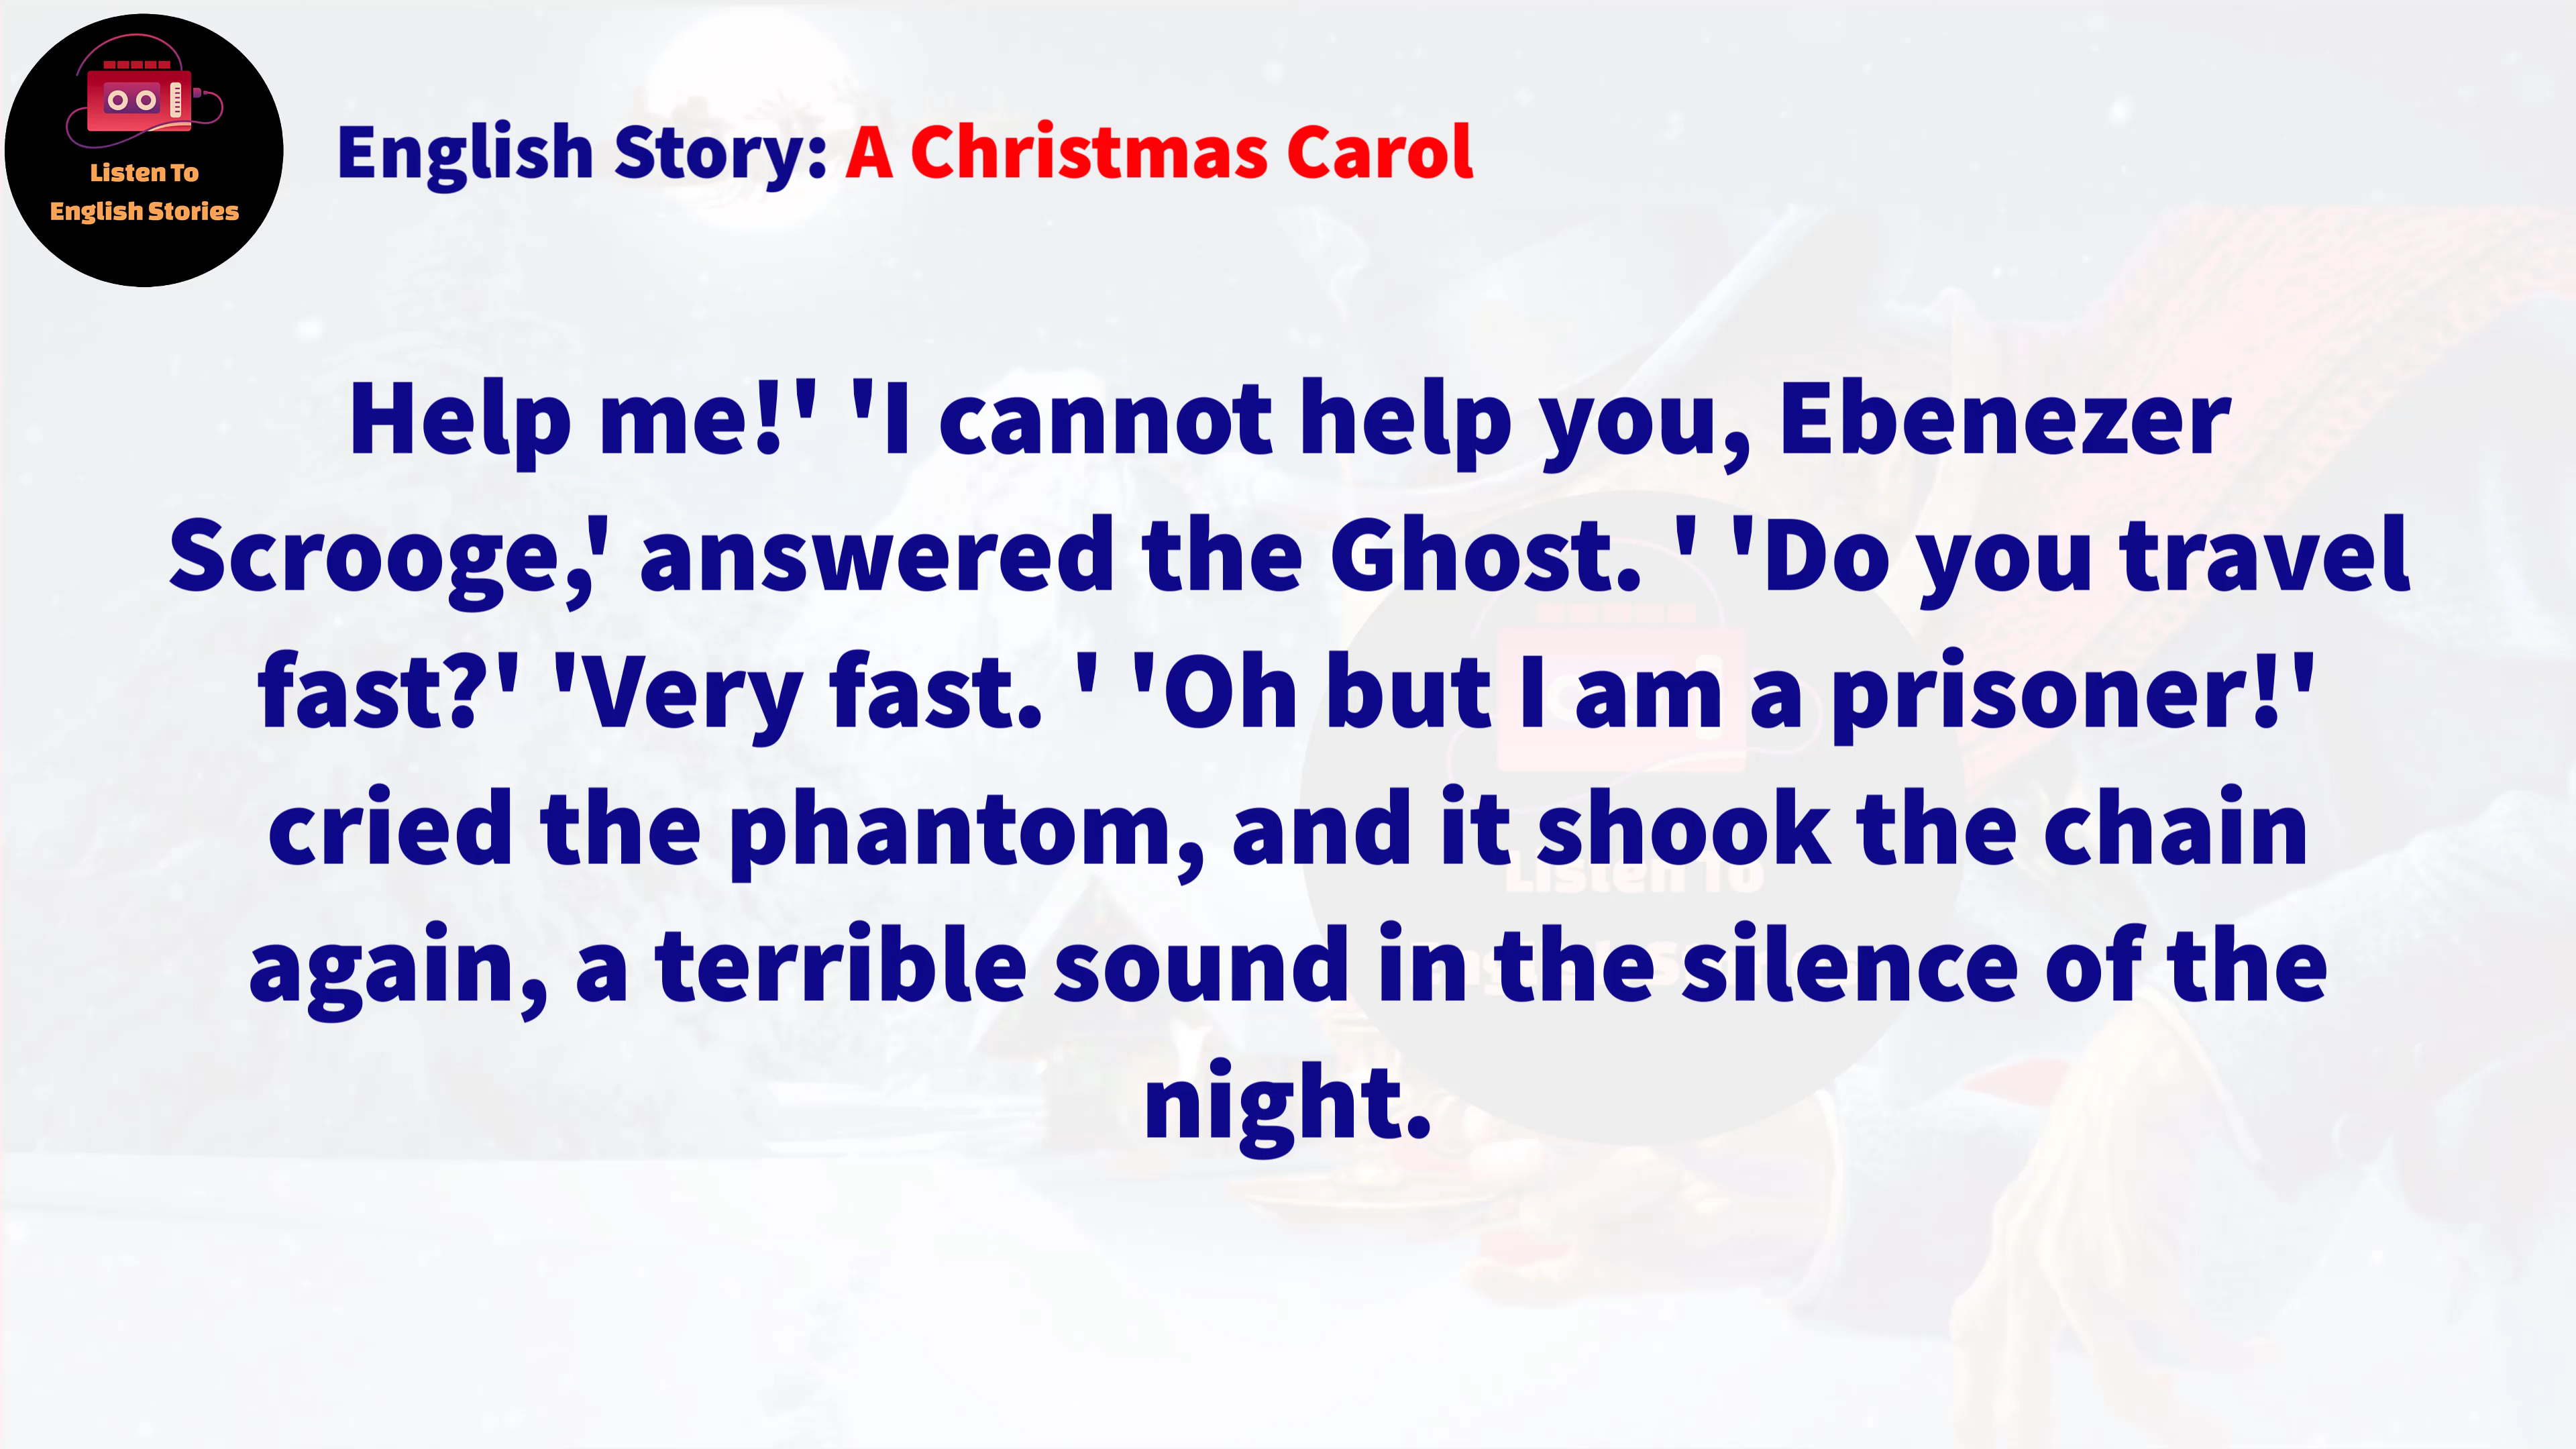 Listen To
English Stories
English Story: A Christmas Carol
Help me!' 'I cannot help you, Ebenezer
Scrooge,' answered the Ghost. ' 'Do you travel
fast?' 'Very fast. ' 'Oh but I am a prisoner!'
cried the phantom, and it shook the chain
again, a terrible sound in the silence of the
night.
Listen To